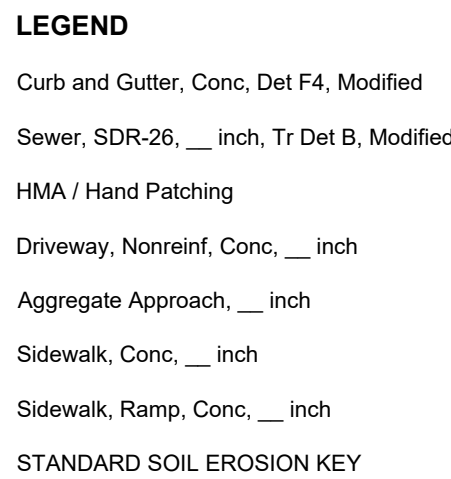 LEGEND
Curb and Gutter, Conc, Det F4, Modified
Sewer, SDR-26, __ inch, Tr Det B, Modified
HMA / Hand Patching
Driveway, Nonreinf, Conc, __ inch
Aggregate Approach, __ inch
Sidewalk, Conc, __ inch
Sidewalk, Ramp, Conc, __ inch
STANDARD SOIL EROSION KEY